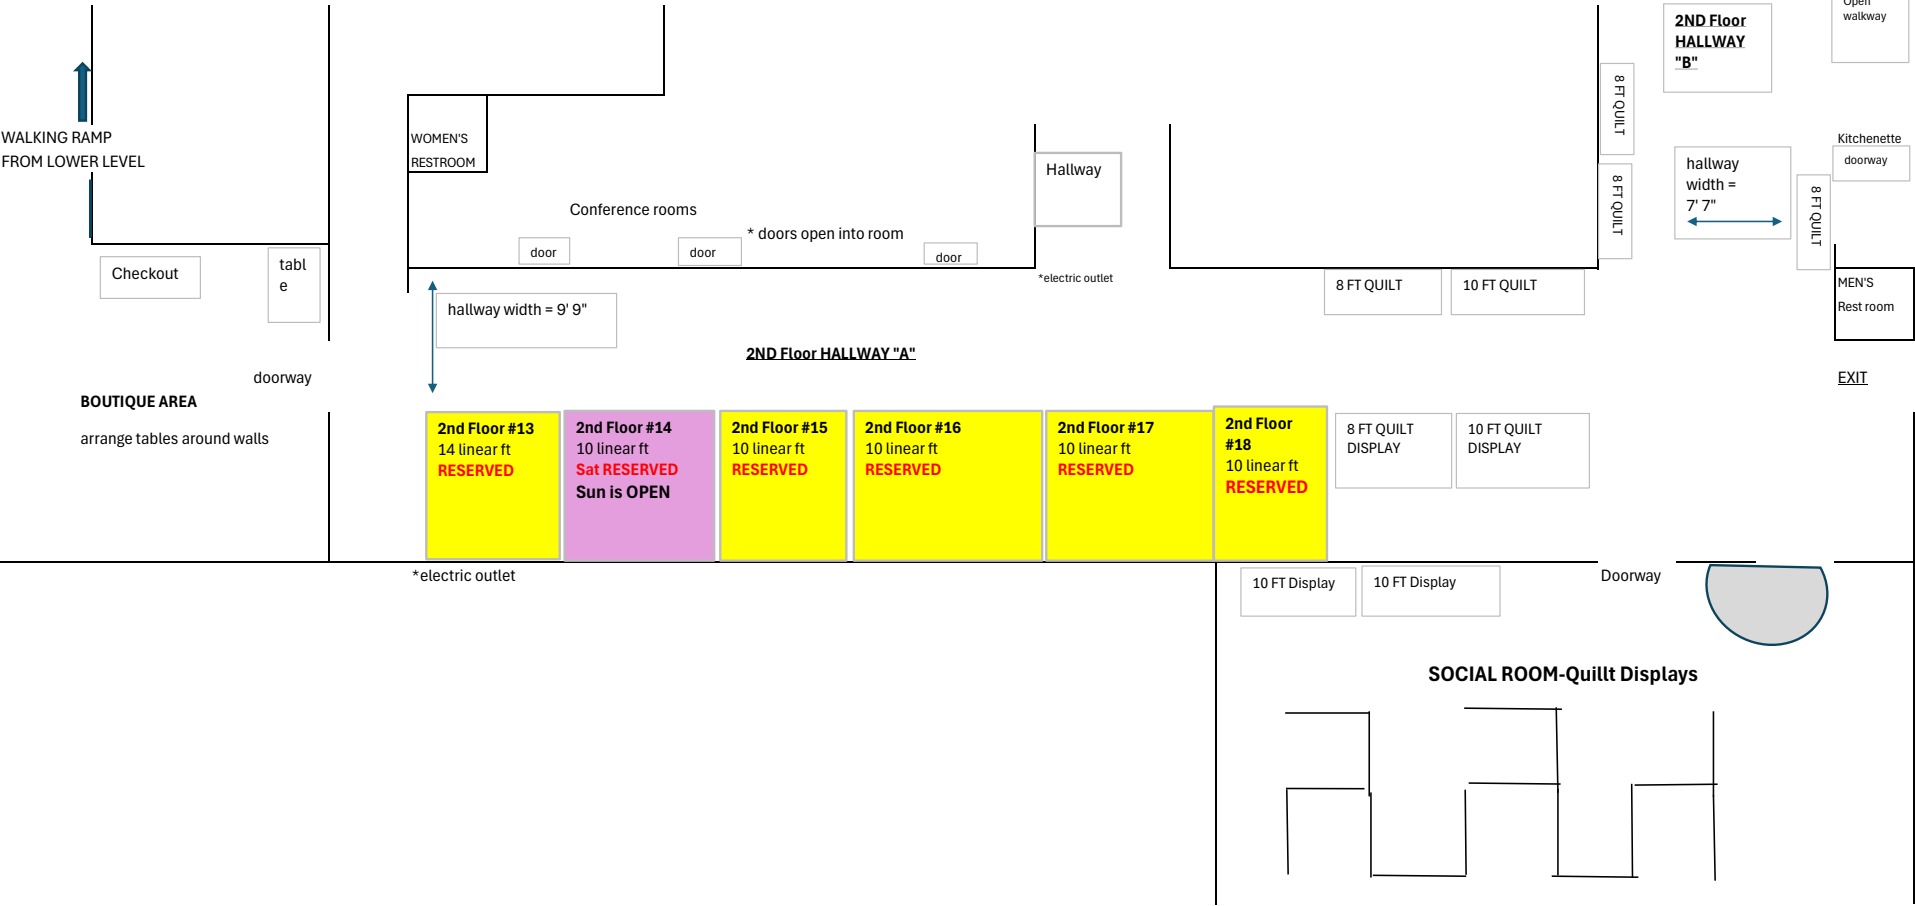 Open
walkway
2ND Floor
HALLWAY
"B"
8 FT QUILT
WALKING RAMP
FROM LOWER LEVEL
WOMEN'S
RESTROOM
Kitchenette
doorway
Hallway
hallway
width =
7' 7"
8 FT QUILT
8 FT QUILT
Conference rooms
* doors open into room
door
door
door
Checkout
tabl
e
*electric outlet
8 FT QUILT
10 FT QUILT
MEN'S
Rest room
hallway width = 9' 9"
2ND Floor HALLWAY "A"
doorway
EXIT
BOUTIQUE AREA
arrange tables around walls
2nd Floor #13
14 linear ft
RESERVED
2nd Floor #14
10 linear ft
Sat RESERVED
Sun is OPEN
2nd Floor #15
10 linear ft
RESERVED
2nd Floor #16
10 linear ft
RESERVED
2nd Floor #17
10 linear ft
RESERVED
2nd Floor
#18
10 linear ft
RESERVED
8 FT QUILT
DISPLAY
10 FT QUILT
DISPLAY
*electric outlet
10 FT Display
10 FT Display
Doorway
SOCIAL ROOM-Quillt Displays